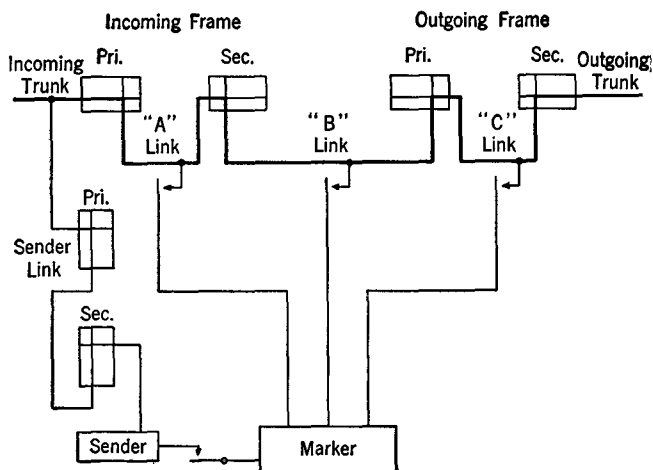 Incoming Frame
Outgoing Frame
Incoming
Trunk
Pri.
Sec.
Pri.
Sec.
Outgoing
Trunk
"A"
Link
"B"
Link
"C"
Link
Pri.
Sender
Link
Sec.
Sender
Marker